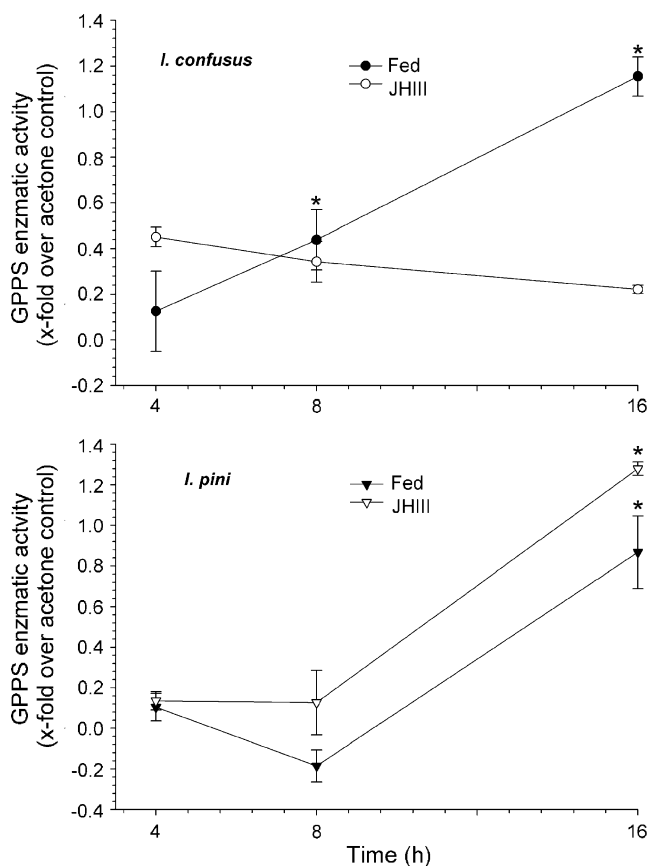 I. confusus
Fed
JHIII
GPPS enzmatic actvity
(x-fold over acetone control)
1.4
1.2
1.0
0.8
0.6
0.4
0.2
0.0
-0.2
*
*
4
8
16
I. pini
Fed
JHIII
GPPS enzmatic actvity
(x-fold over acetone control)
1.4
1.2
1.0
0.8
0.6
0.4
0.2
0.0
-0.2
-0.4
*
*
4
8
16
Time (h)